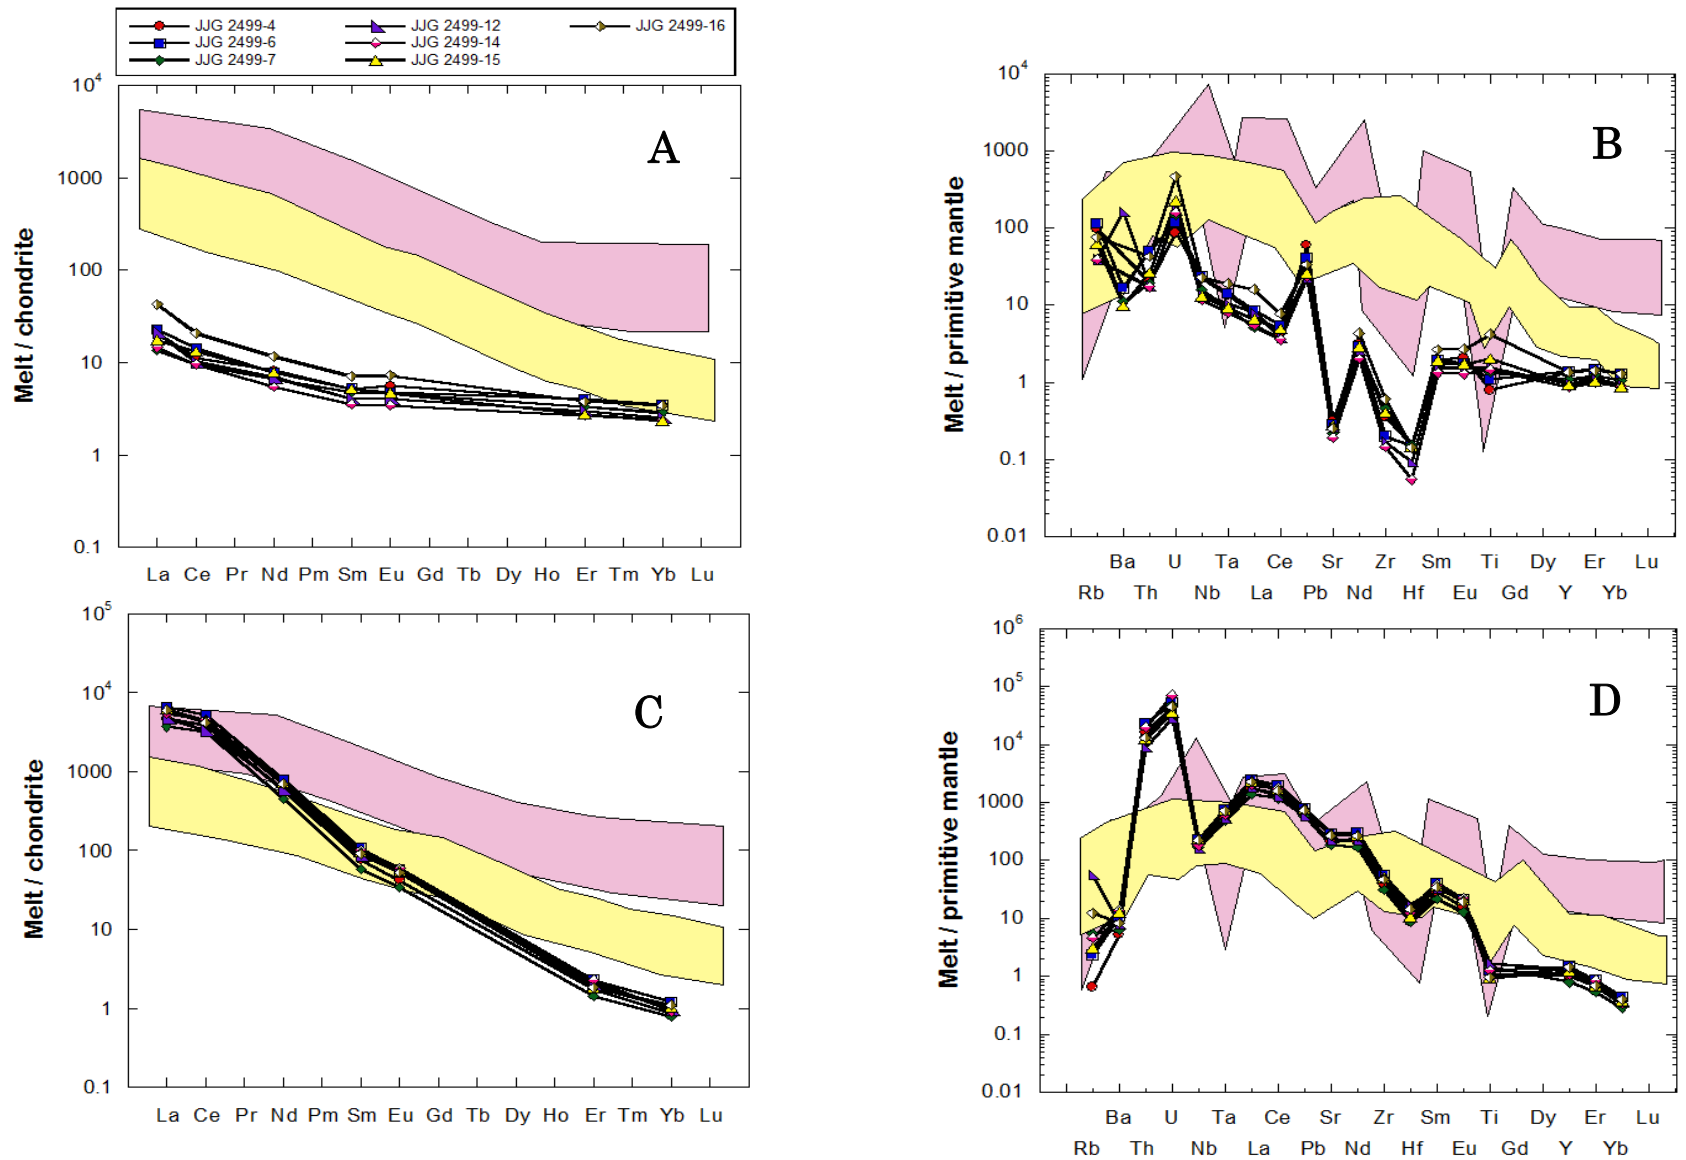 JJG 2499-4 JJG 2499-12 JJG 2499-16
JJG 2499-6 JJG 2499-14
JJG 2499-7 JJG 2499-15
A
Melt / chondrite
10^4
1000
100
10
1
0.1
La Ce Pr Nd Pm Sm Eu Gd Tb Dy Ho Er Tm Yb Lu
B
Melt / primitive mantle
10^4
1000
100
10
1
0.1
0.01
Ba U Ta Ce Sr Zr Sm Ti Dy Er Lu
Rb Th Nb La Pb Nd Hf Eu Gd Y Yb
C
Melt / chondrite
10^5
10^4
1000
100
10
1
0.1
La Ce Pr Nd Pm Sm Eu Gd Tb Dy Ho Er Tm Yb Lu
D
Melt / primitive mantle
10^6
10^5
10^4
1000
100
10
1
0.1
0.01
Ba U Ta Ce Sr Zr Sm Ti Dy Er Lu
Rb Th Nb La Pb Nd Hf Eu Gd Y Yb